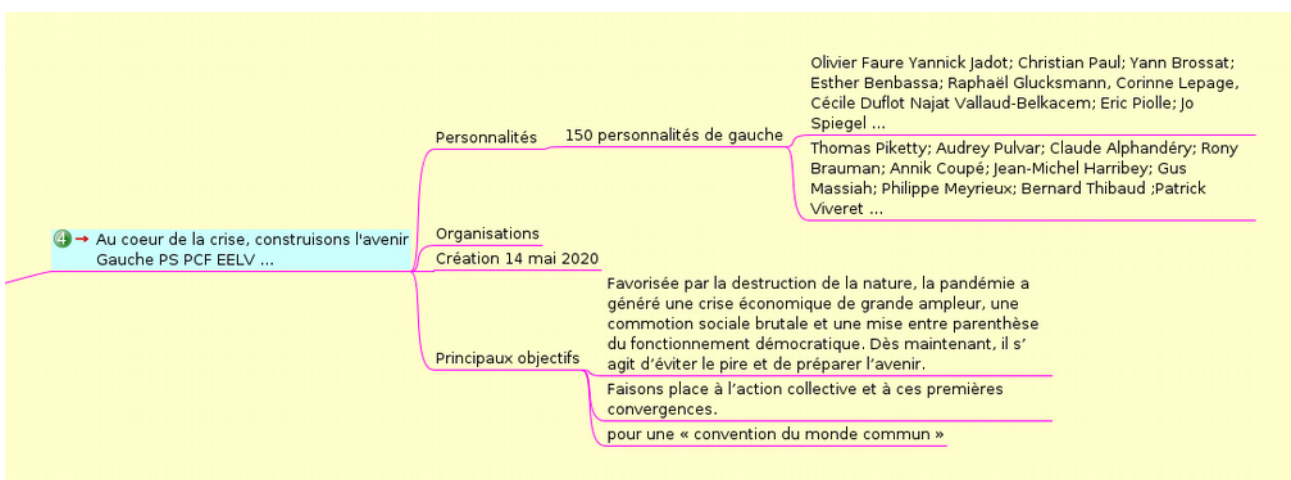 Olivier Faure Yannick Jadot; Christian Paul; Yann Brossat;
Esther Benbassa; Raphaël Glucksmann, Corinne Lepage,
Cécile Duflot Najat Vallaud-Belkacem; Eric Piolle; Jo
Spiegel ...
Personnalités
150 personnalités de gauche
Thomas Piketty; Audrey Pulvar; Claude Alphandéry; Rony
Brauman; Annik Coupé; Jean-Michel Harribey; Gus
Massiah; Philippe Meyrieux; Bernard Thibaud ;Patrick
Viveret ...
4 → Au coeur de la crise, construisons l'avenir
Gauche PS PCF EELV ...
Organisations
Création 14 mai 2020
Principaux objectifs
Favorisée par la destruction de la nature, la pandémie a
généré une crise économique de grande ampleur, une
commotion sociale brutale et une mise entre parenthèse
du fonctionnement démocratique. Dès maintenant, il s’
agit d’éviter le pire et de préparer l’avenir.
Faisons place à l’action collective et à ces premières
convergences.
pour une « convention du monde commun »